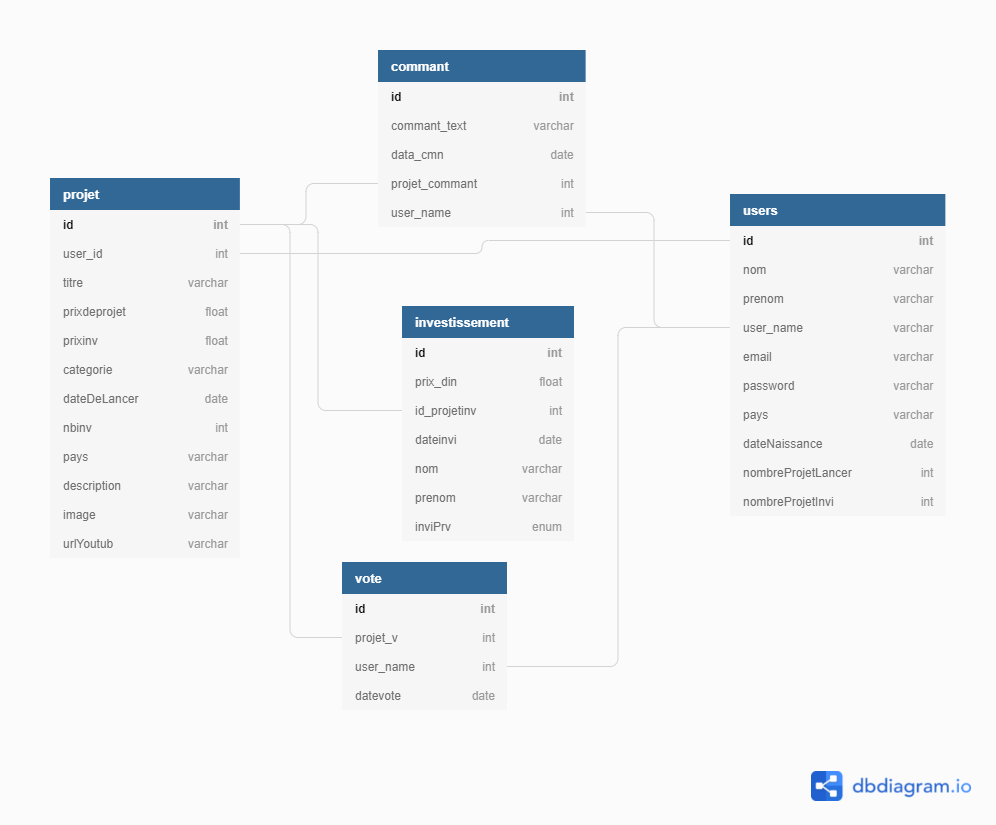 commant
id int
commant_text varchar
data_cmn date
projet_commant int
user_name int
projet
id int
user_id int
titre varchar
prixdeprojet float
prixinv float
categorie varchar
dateDeLancer date
nbinv int
pays varchar
description varchar
image varchar
urlYoutub varchar
users
id int
nom varchar
prenom varchar
user_name varchar
email varchar
password varchar
pays varchar
dateNaissance date
nombreProjetLancer int
nombreProjetInvi int
investissement
id int
prix_din float
id_projetinv int
dateinvi date
nom varchar
prenom varchar
inviPrv enum
vote
id int
projet_v int
user_name int
datevote date
dbdiagram.io